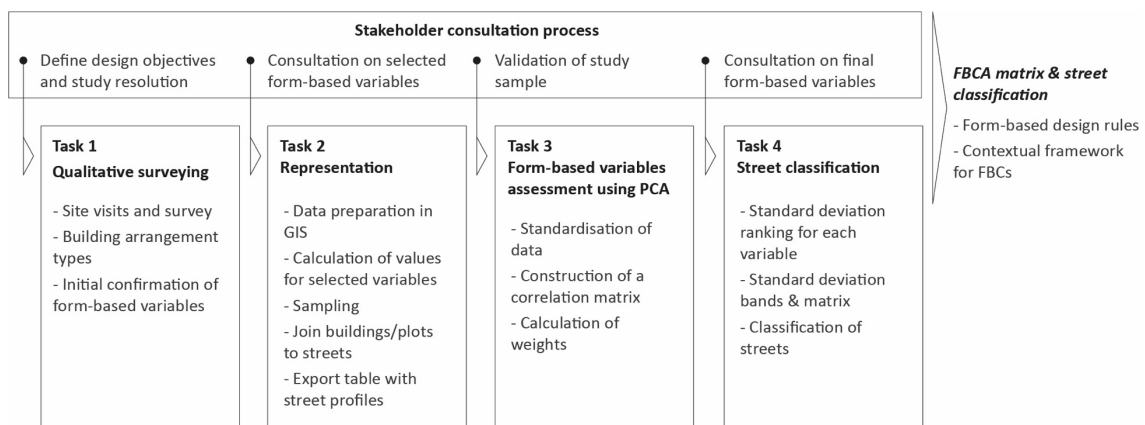 Stakeholder consultation process
Define design objectives
and study resolution
Consultation on selected
form-based variables
Validation of study
sample
Consultation on final
form-based variables
Task 1
Qualitative surveying
- Site visits and survey
- Building arrangement
types
- Initial confirmation of
form-based variables
Task 2
Representation
- Data preparation in
GIS
- Calculation of values
for selected variables
- Sampling
- Join buildings/plots
to streets
- Export table with
street profiles
Task 3
Form-based variables
assessment using PCA
- Standardisation of
data
- Construction of a
correlation matrix
- Calculation of
weights
Task 4
Street classification
- Standard deviation
ranking for each
variable
- Standard deviation
bands & matrix
- Classification of
streets
FBCA matrix & street
classification
- Form-based design rules
- Contextual framework
for FBCs